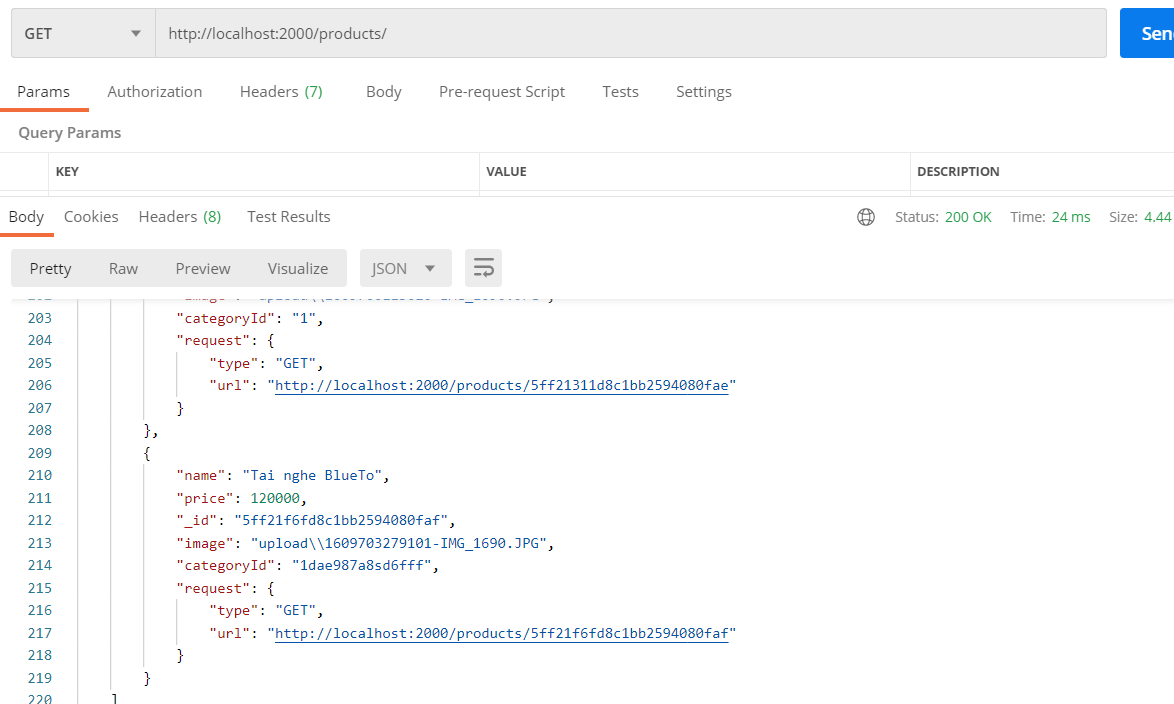 GET http://localhost:2000/products/ Sen
Params Authorization Headers (7) Body Pre-request Script Tests Settings
Query Params
KEY VALUE DESCRIPTION
Body Cookies Headers (8) Test Results Status: 200 OK Time: 24 ms Size: 4.44
Pretty Raw Preview Visualize JSON
203 "categoryId": "1",
204 "request": {
205 "type": "GET",
206 "url": "http://localhost:2000/products/5ff21311d8c1bb2594080fae"
207 }
208 },
209 {
210 "name": "Tai nghe BlueTo",
211 "price": 120000,
212 "_id": "5ff21f6fd8c1bb2594080faf",
213 "image": "upload\\1609703279101-IMG_1690.JPG",
214 "categoryId": "1dae987a8sd6fff",
215 "request": {
216 "type": "GET",
217 "url": "http://localhost:2000/products/5ff21f6fd8c1bb2594080faf"
218 }
219 }
220 ]